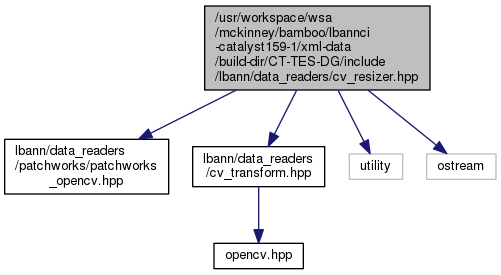 /usr/workspace/wsa
/mckinney/bamboo/lbannci
-catalyst159-1/xml-data
/build-dir/CT-TES-DG/include
/lbann/data_readers/cv_resizer.hpp
lbann/data_readers
/patchworks/patchworks
_opencv.hpp
lbann/data_readers
/cv_transform.hpp
utility
ostream
opencv.hpp